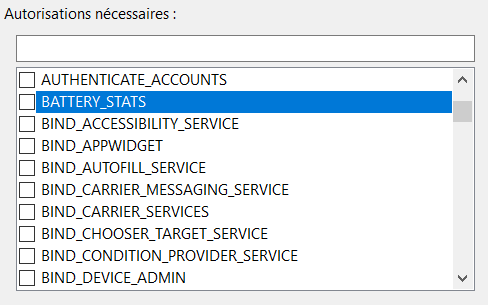 Autorisations nécessaires :
AUTHENTICATE_ACCOUNTS
BATTERY_STATS
BIND_ACCESSIBILITY_SERVICE
BIND_APPWIDGET
BIND_AUTOFILL_SERVICE
BIND_CARRIER_MESSAGING_SERVICE
BIND_CARRIER_SERVICES
BIND_CHOOSER_TARGET_SERVICE
BIND_CONDITION_PROVIDER_SERVICE
BIND_DEVICE_ADMIN